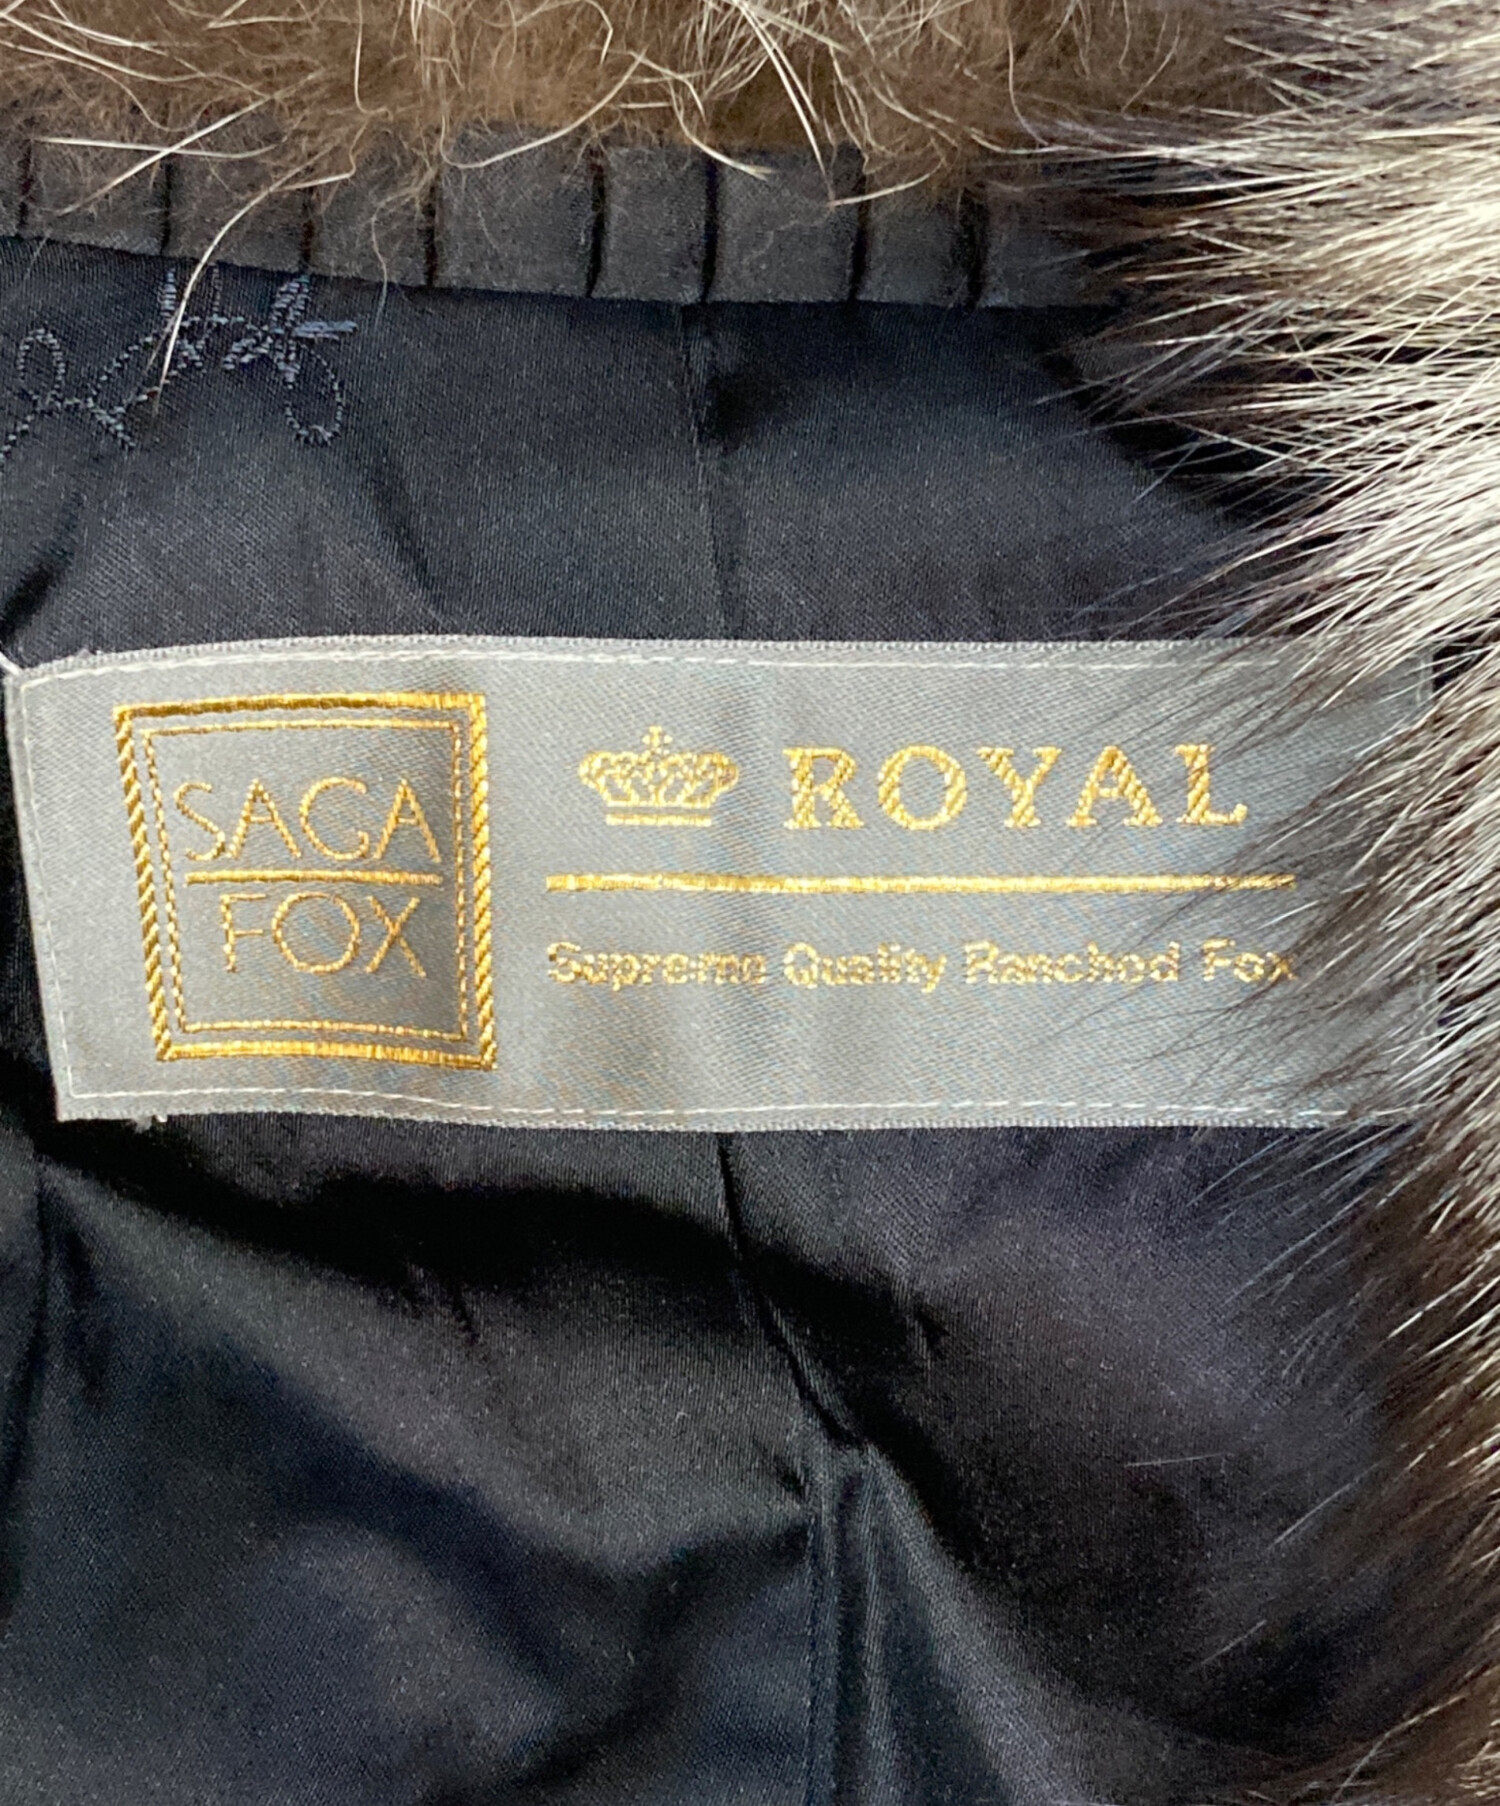 SAGA
FOX
ROYAL
Supreme Quality Ranched Fox